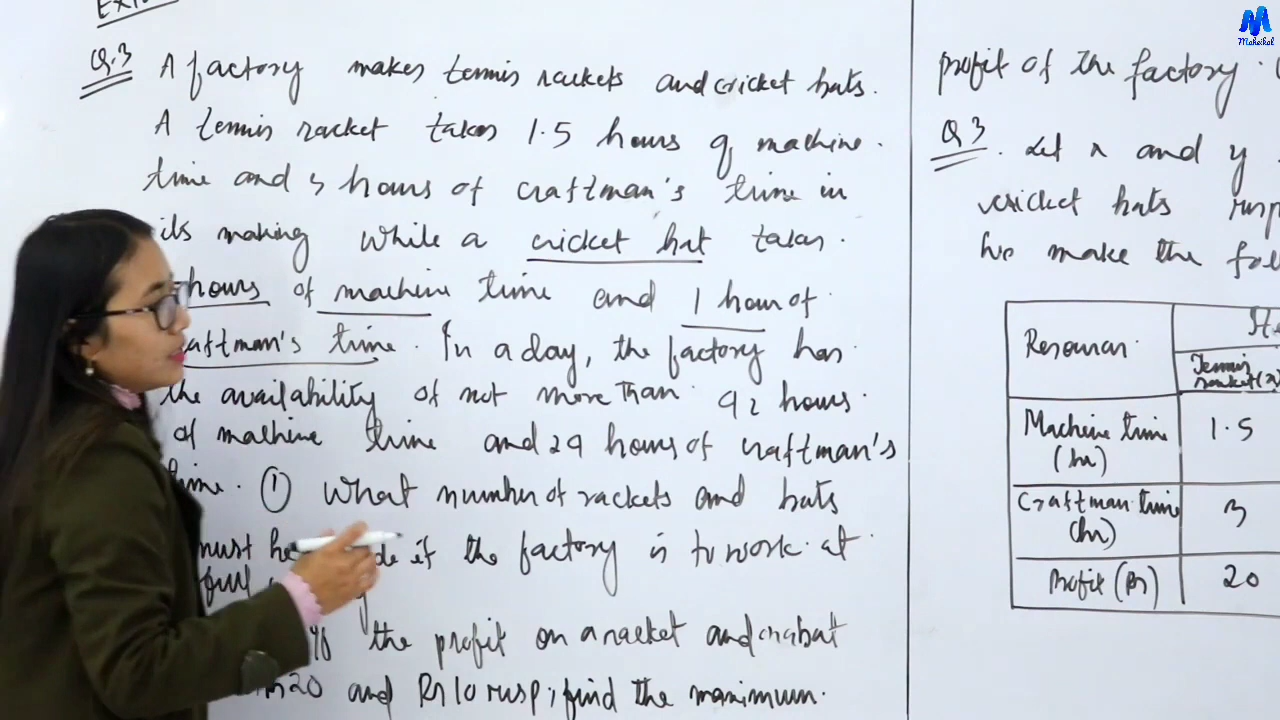 Q.3 A factory makes tennis rackets and cricket bats.
A tennis racket takes 1.5 hours of machine
time and 3 hours of craftman's time in
its making while a cricket bat takes
hours of machine time and 1 hour of
aftman's time. In a day, the factory has
the availability of not more than 42 hours
of machine time and 24 hours of craftman's
time. ① What number of rackets and bats
must be de if the factory is to work at
full
the profit on a racket and on a bat
Rs 20 and Rs 10 resp; find the maximum
profit of the factory.
Q3. Let x and y
cricket bats resp
we make the fol
Resources
Tennis racket (x)
Machine time (hr) 1.5
Craftman time (hr) 3
Profit (Rs) 20
Mahaikal